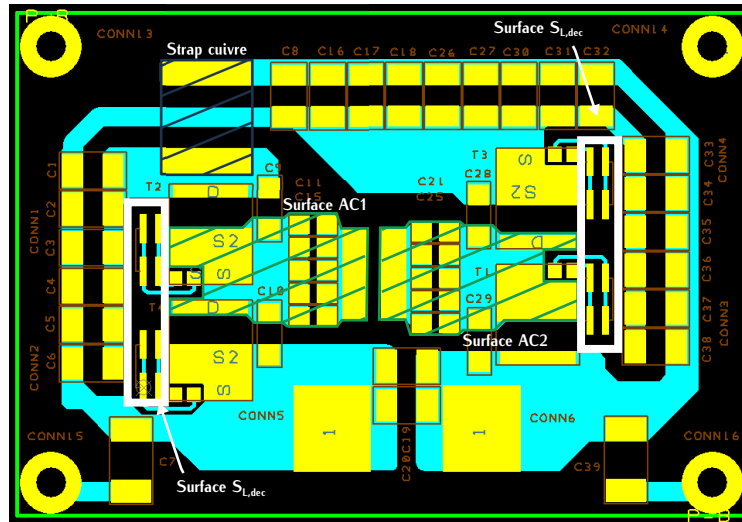 P-R
CONN13
Surface S_L,dec
CONN14
Strap cuivre
C8
C16
C17
C18
C26
C27
C30
C31
C32
C1
C2
C3
C4
C5
C6
CONN1
CONN2
T2
D
C9
C11
C25
Surface AC1
C21
C25
C28
T3
S
S2
D
C33
C34
C35
C36
C37
C38
CONN4
CONN3
S2
S
D
C10
T1
C29
S2
S
Surface AC2
CONN5
1
C20
C19
1
CONN6
CONN15
C7
Surface S_L,dec
C39
CONN16
P-B